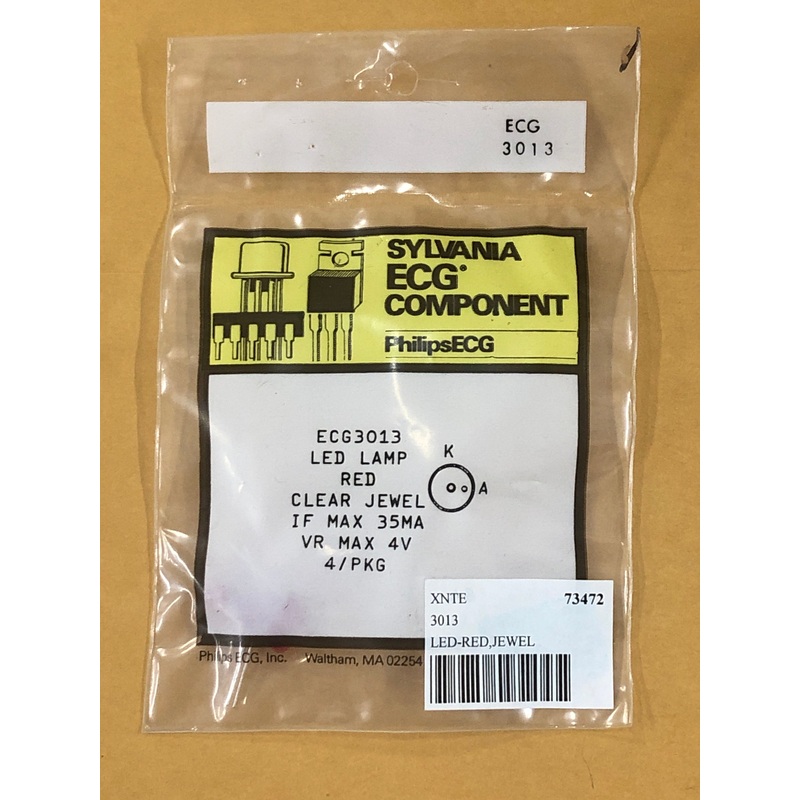 ECG
3013
SYLVANIA
ECG®
COMPONENT
PhilipsECG
ECG3013
LED LAMP
RED
CLEAR JEWEL
IF MAX 35MA
VR MAX 4V
4/PKG
K
A
XNTE 73472
3013
LED-RED,JEWEL
Philips ECG, Inc. Waltham, MA 02254